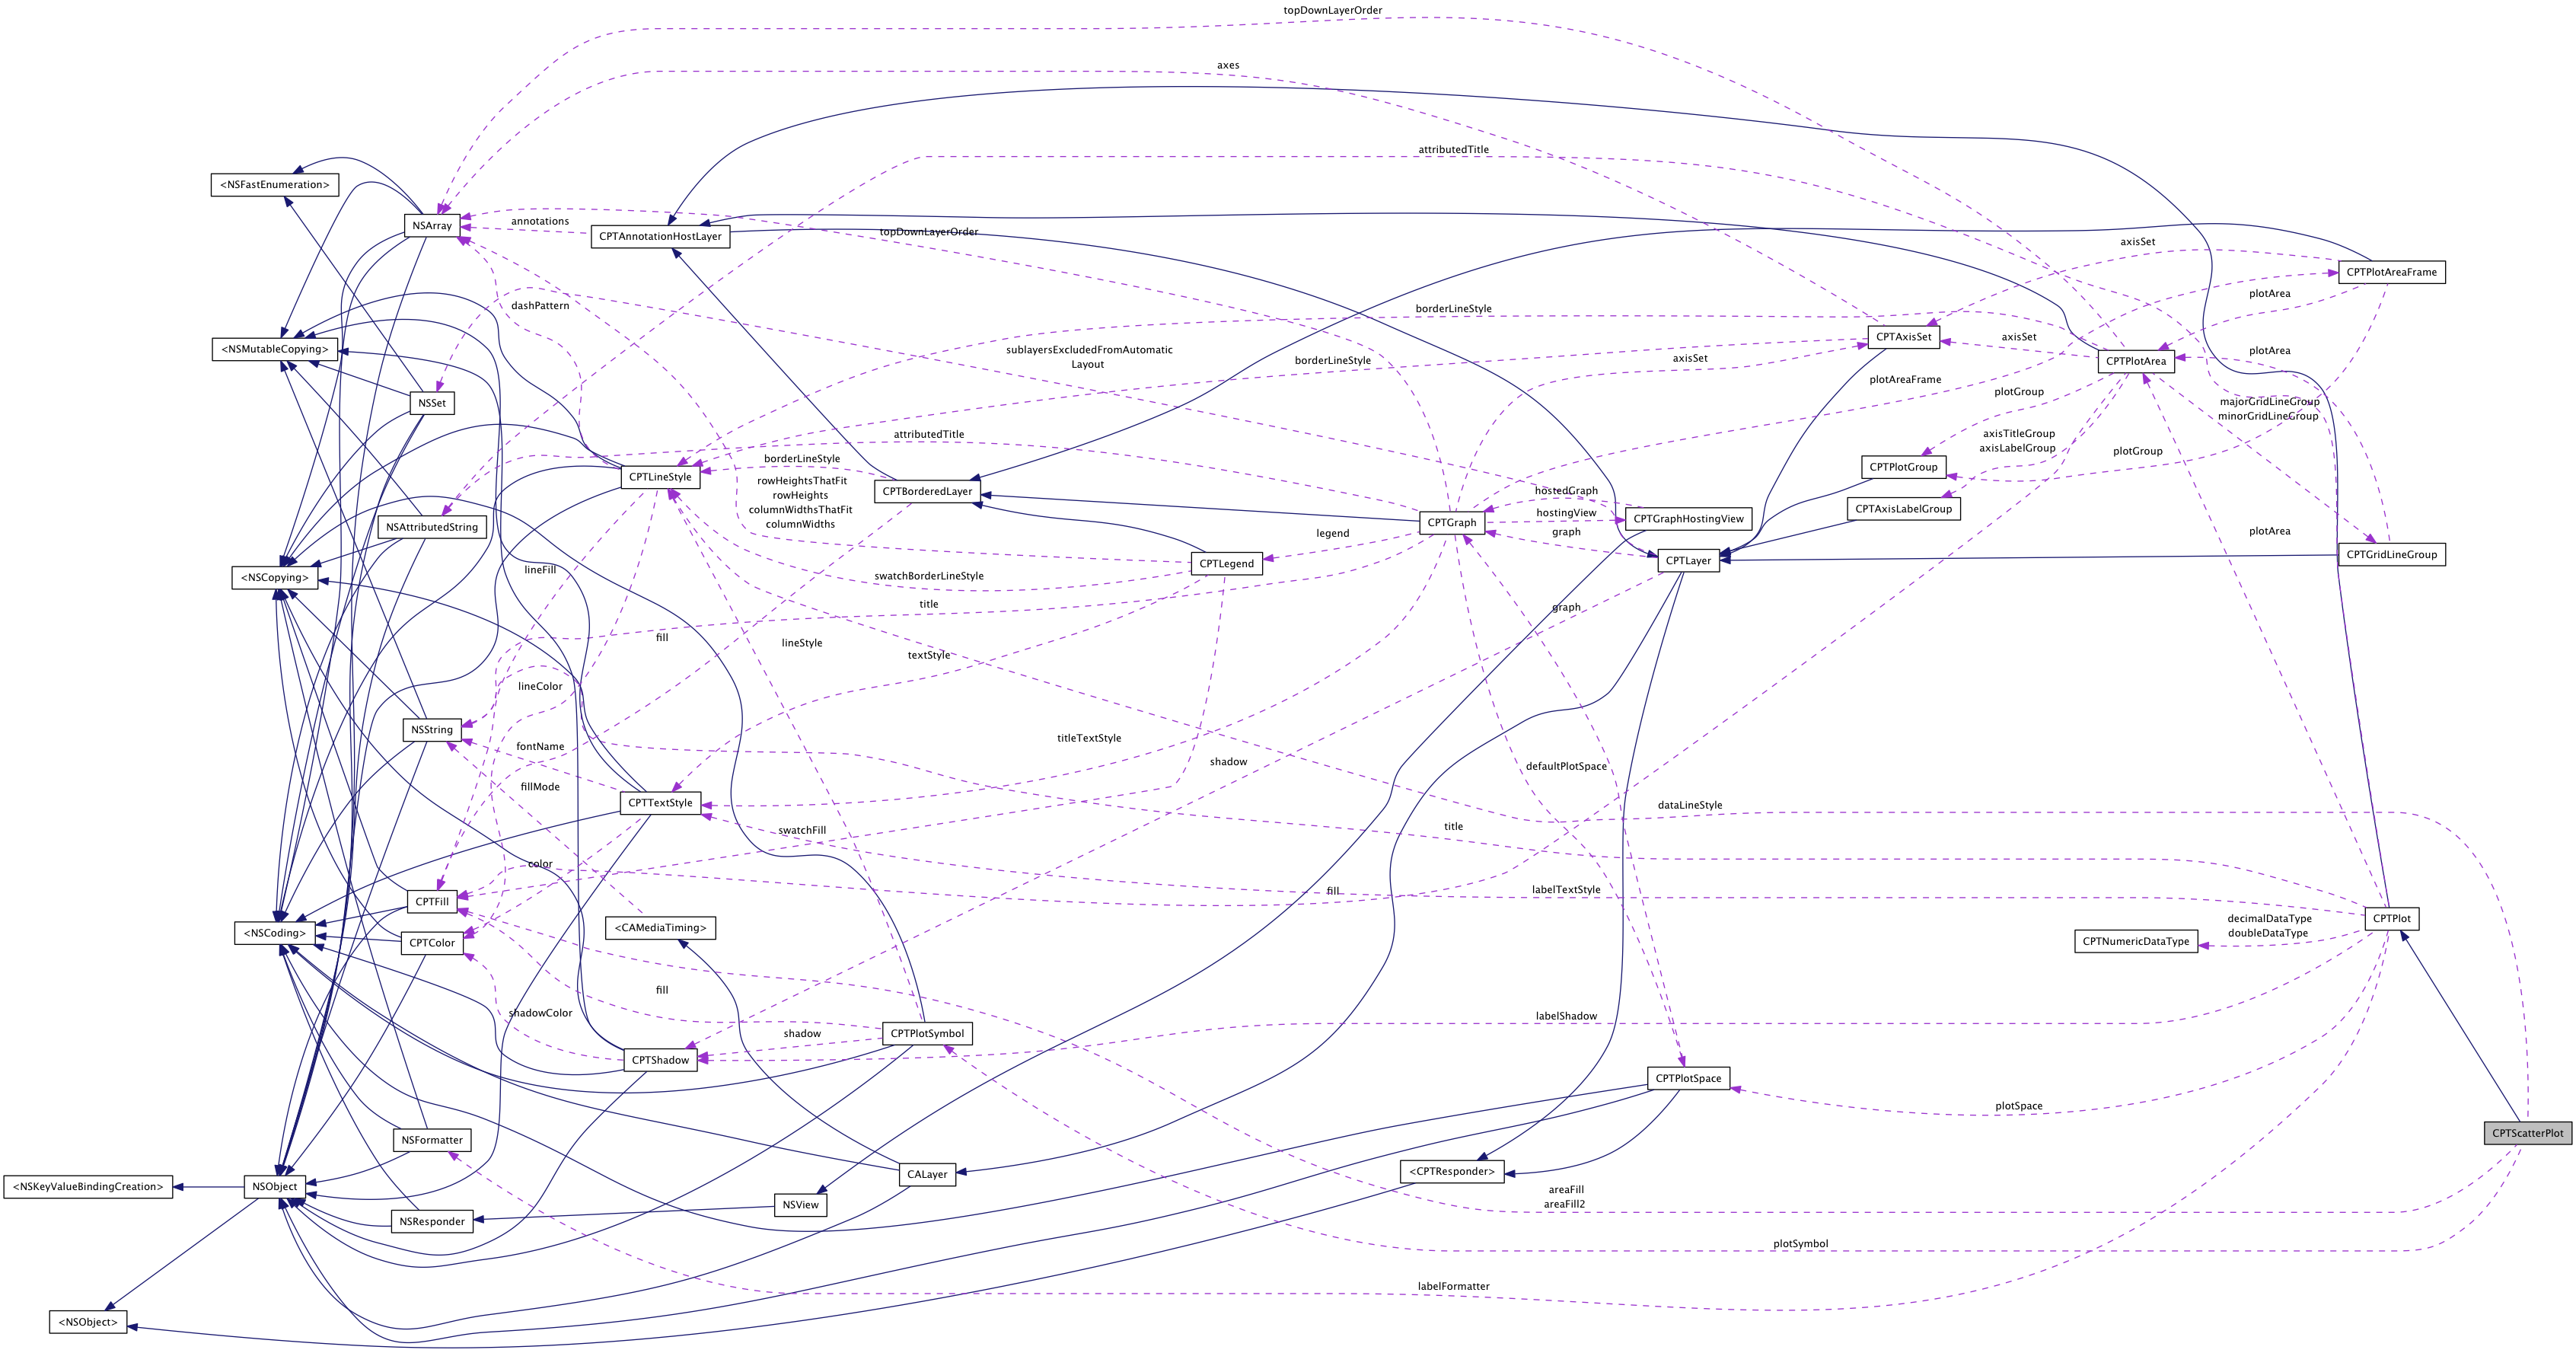 topDownLayerOrder
axes
attributedTitle
<NSFastEnumeration>
NSArray
annotations
CPTAnnotationHostLayer
topDownLayerOrder
axisSet
CPTPlotAreaFrame
plotArea
dashPattern
borderLineStyle
CPTAxisSet
axisSet
<NSMutableCopying>
sublayersExcludedFromAutomatic
Layout
borderLineStyle
axisSet
plotArea
CPTPlotArea
plotAreaFrame
plotGroup
NSSet
majorGridLineGroup
minorGridLineGroup
attributedTitle
axisTitleGroup
axisLabelGroup
plotGroup
borderLineStyle
CPTPlotGroup
CPTLineStyle
rowHeightsThatFit
rowHeights
columnWidthsThatFit
columnWidths
CPTBorderedLayer
hostedGraph
CPTAxisLabelGroup
NSAttributedString
CPTGraph
hostingView
CPTGraphHostingView
legend
graph
plotArea
CPTGridLineGroup
CPTLayer
CPTLegend
lineFill
swatchBorderLineStyle
<NSCopying>
title
graph
fill
lineStyle
textStyle
lineColor
NSString
fontName
titleTextStyle
shadow
defaultPlotSpace
fillMode
CPTTextStyle
dataLineStyle
swatchFill
title
color
fill
labelTextStyle
CPTFill
<CAMediaTiming>
<NSCoding>
CPTColor
CPTPlot
decimalDataType
doubleDataType
CPTNumericDataType
fill
shadowColor
CPTPlotSymbol
shadow
labelShadow
CPTShadow
CPTPlotSpace
plotSpace
NSFormatter
CPTScatterPlot
CALayer
<CPTResponder>
<NSKeyValueBindingCreation>
NSObject
NSView
areaFill
areaFill2
NSResponder
plotSymbol
labelFormatter
<NSObject>